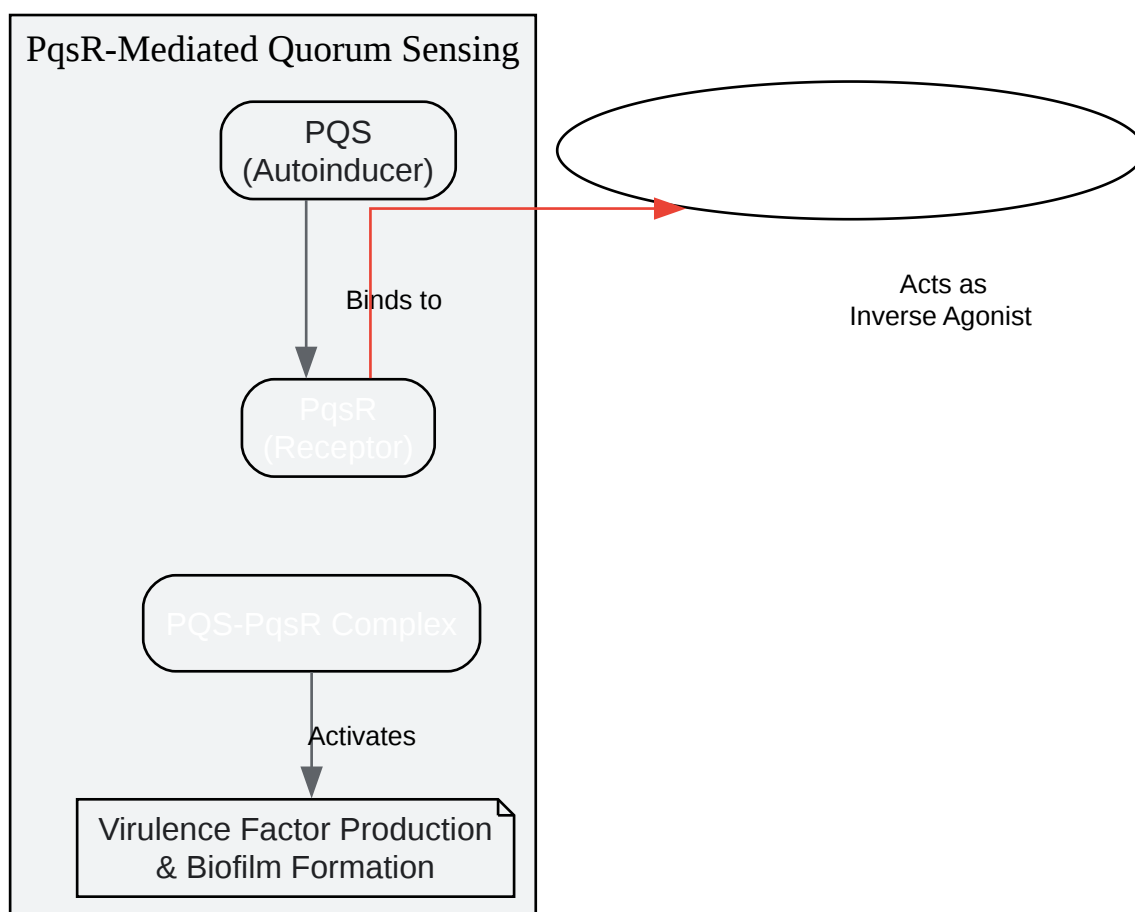 PqsR-Mediated Quorum Sensing
PQS
(Autoinducer)
Binds to
Acts as
Inverse Agonist
PqsR
(Receptor)
PQS-PqsR Complex
Activates
Virulence Factor Production
& Biofilm Formation